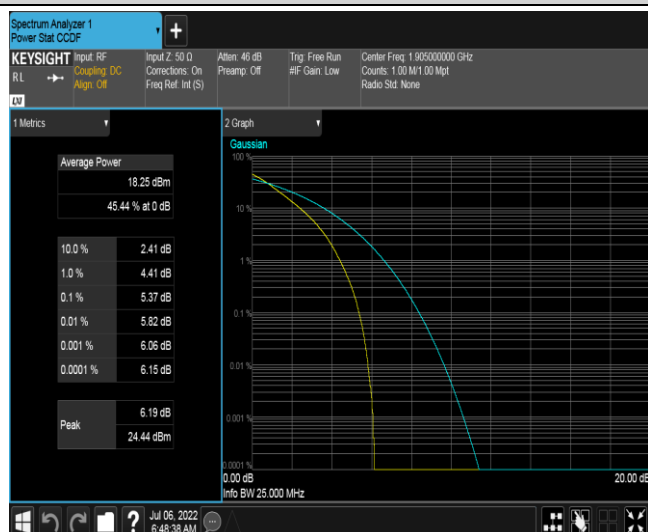 Spectrum Analyzer 1
Power Stat CCDF
+
KEYSIGHT
RL
LXI
Input: RF
Coupling: DC
Align: Off
Input Z: 50 Ω
Corrections: On
Freq Ref: Int (S)
Atten: 46 dB
Preamp: Off
Trig: Free Run
#IF Gain: Low
Center Freq: 1.905000000 GHz
Counts: 1.00 M/1.00 Mpt
Radio Std: None
1 Metrics
Average Power
18.25 dBm
45.44 % at 0 dB
10.0 % 2.41 dB
1.0 % 4.41 dB
0.1 % 5.37 dB
0.01 % 5.82 dB
0.001 % 6.06 dB
0.0001 % 6.15 dB
Peak
6.19 dB
24.44 dBm
2 Graph
Gaussian
100 %
10 %
1 %
0.1 %
0.01 %
0.001 %
0.0001 %
0.00 dB 20.00 dB
Info BW 25.000 MHz
?
Jul 06, 2022
6:48:38 AM